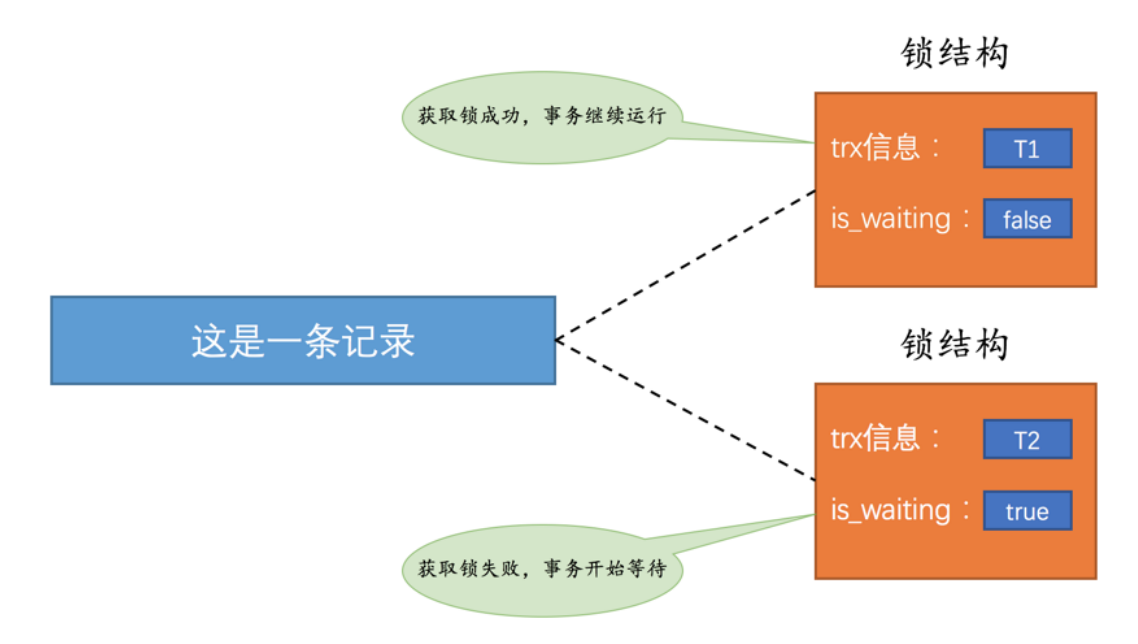 锁结构
获取锁成功，事务继续运行
trx信息：
T1
is_waiting：
false
这是一条记录
锁结构
trx信息：
T2
is_waiting：
true
获取锁失败，事务开始等待